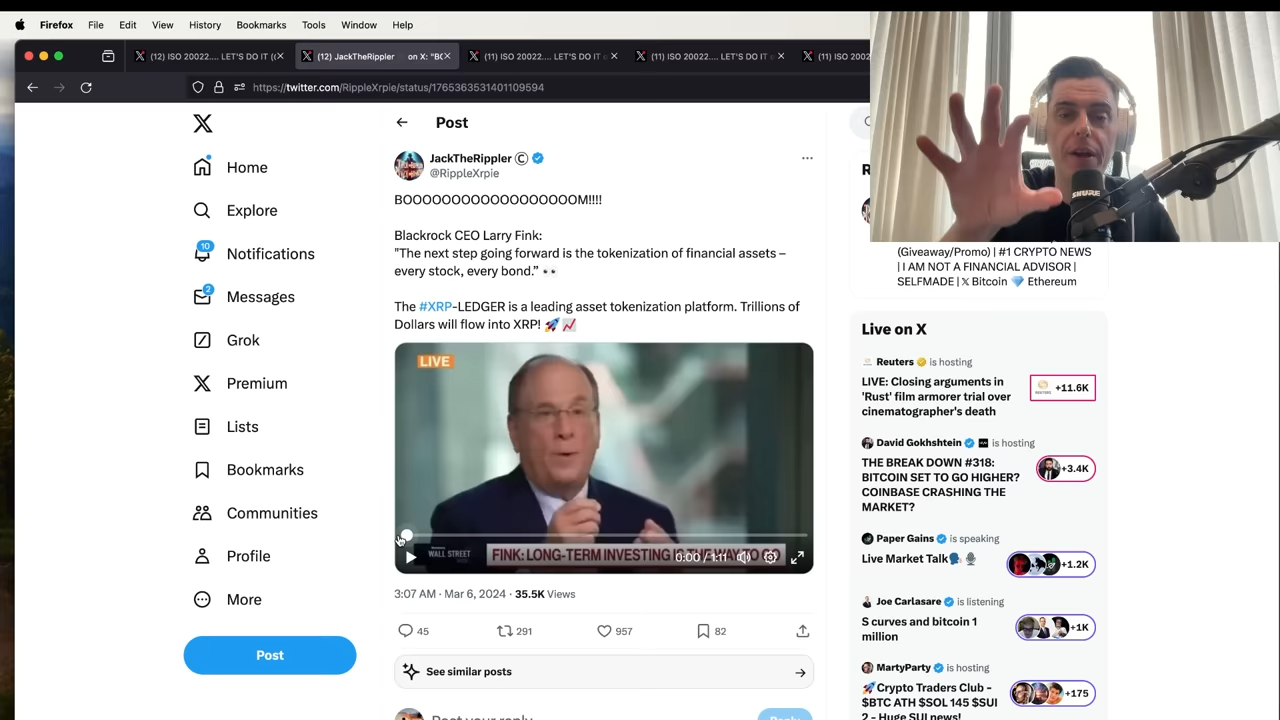 Firefox File Edit View History Bookmarks Tools Window Help
(12) ISO 20022.... LET'S DO IT (
(12) JackTheRippler on X: "BO
(11) ISO 20022.... LET'S DO IT
(11) ISO 20022.... LET'S DO IT
(11) ISO 2002
https://twitter.com/RippleXrpie/status/1765363531401109594
Home
Explore
10
Notifications
2
Messages
Grok
Premium
Lists
Bookmarks
Communities
Profile
More
Post
Post
JackTheRippler ©
@RippleXrpie
BOOOOOOOOOOOOOOOOOOM!!!!
Blackrock CEO Larry Fink:
"The next step going forward is the tokenization of financial assets –
every stock, every bond.” 👀
The #XRP-LEDGER is a leading asset tokenization platform. Trillions of
Dollars will flow into XRP! 🚀📈
LIVE
WALL STREET
FINK: LONG-TERM INVESTING
0:00 / 1:11
3:07 AM · Mar 6, 2024 · 35.5K Views
45 291 957 82
See similar posts
Post your reply
Reply
SHURE
(Giveaway/Promo) | #1 CRYPTO NEWS
| I AM NOT A FINANCIAL ADVISOR |
SELFMADE | 𝕏 Bitcoin 💎 Ethereum
Live on X
Reuters is hosting
LIVE: Closing arguments in
'Rust' film armorer trial over
cinematographer's death
+11.6K
David Gokhshtein is hosting
THE BREAK DOWN #318:
BITCOIN SET TO GO HIGHER?
COINBASE CRASHING THE
MARKET?
+3.4K
Paper Gains is speaking
Live Market Talk🗣️🎙️
+1.2K
Joe Carlasare is listening
S curves and bitcoin 1
million
+1K
MartyParty is hosting
🚀Crypto Traders Club -
$BTC ATH $SOL 145 $SUI
2 - Huge SUI news!
+175